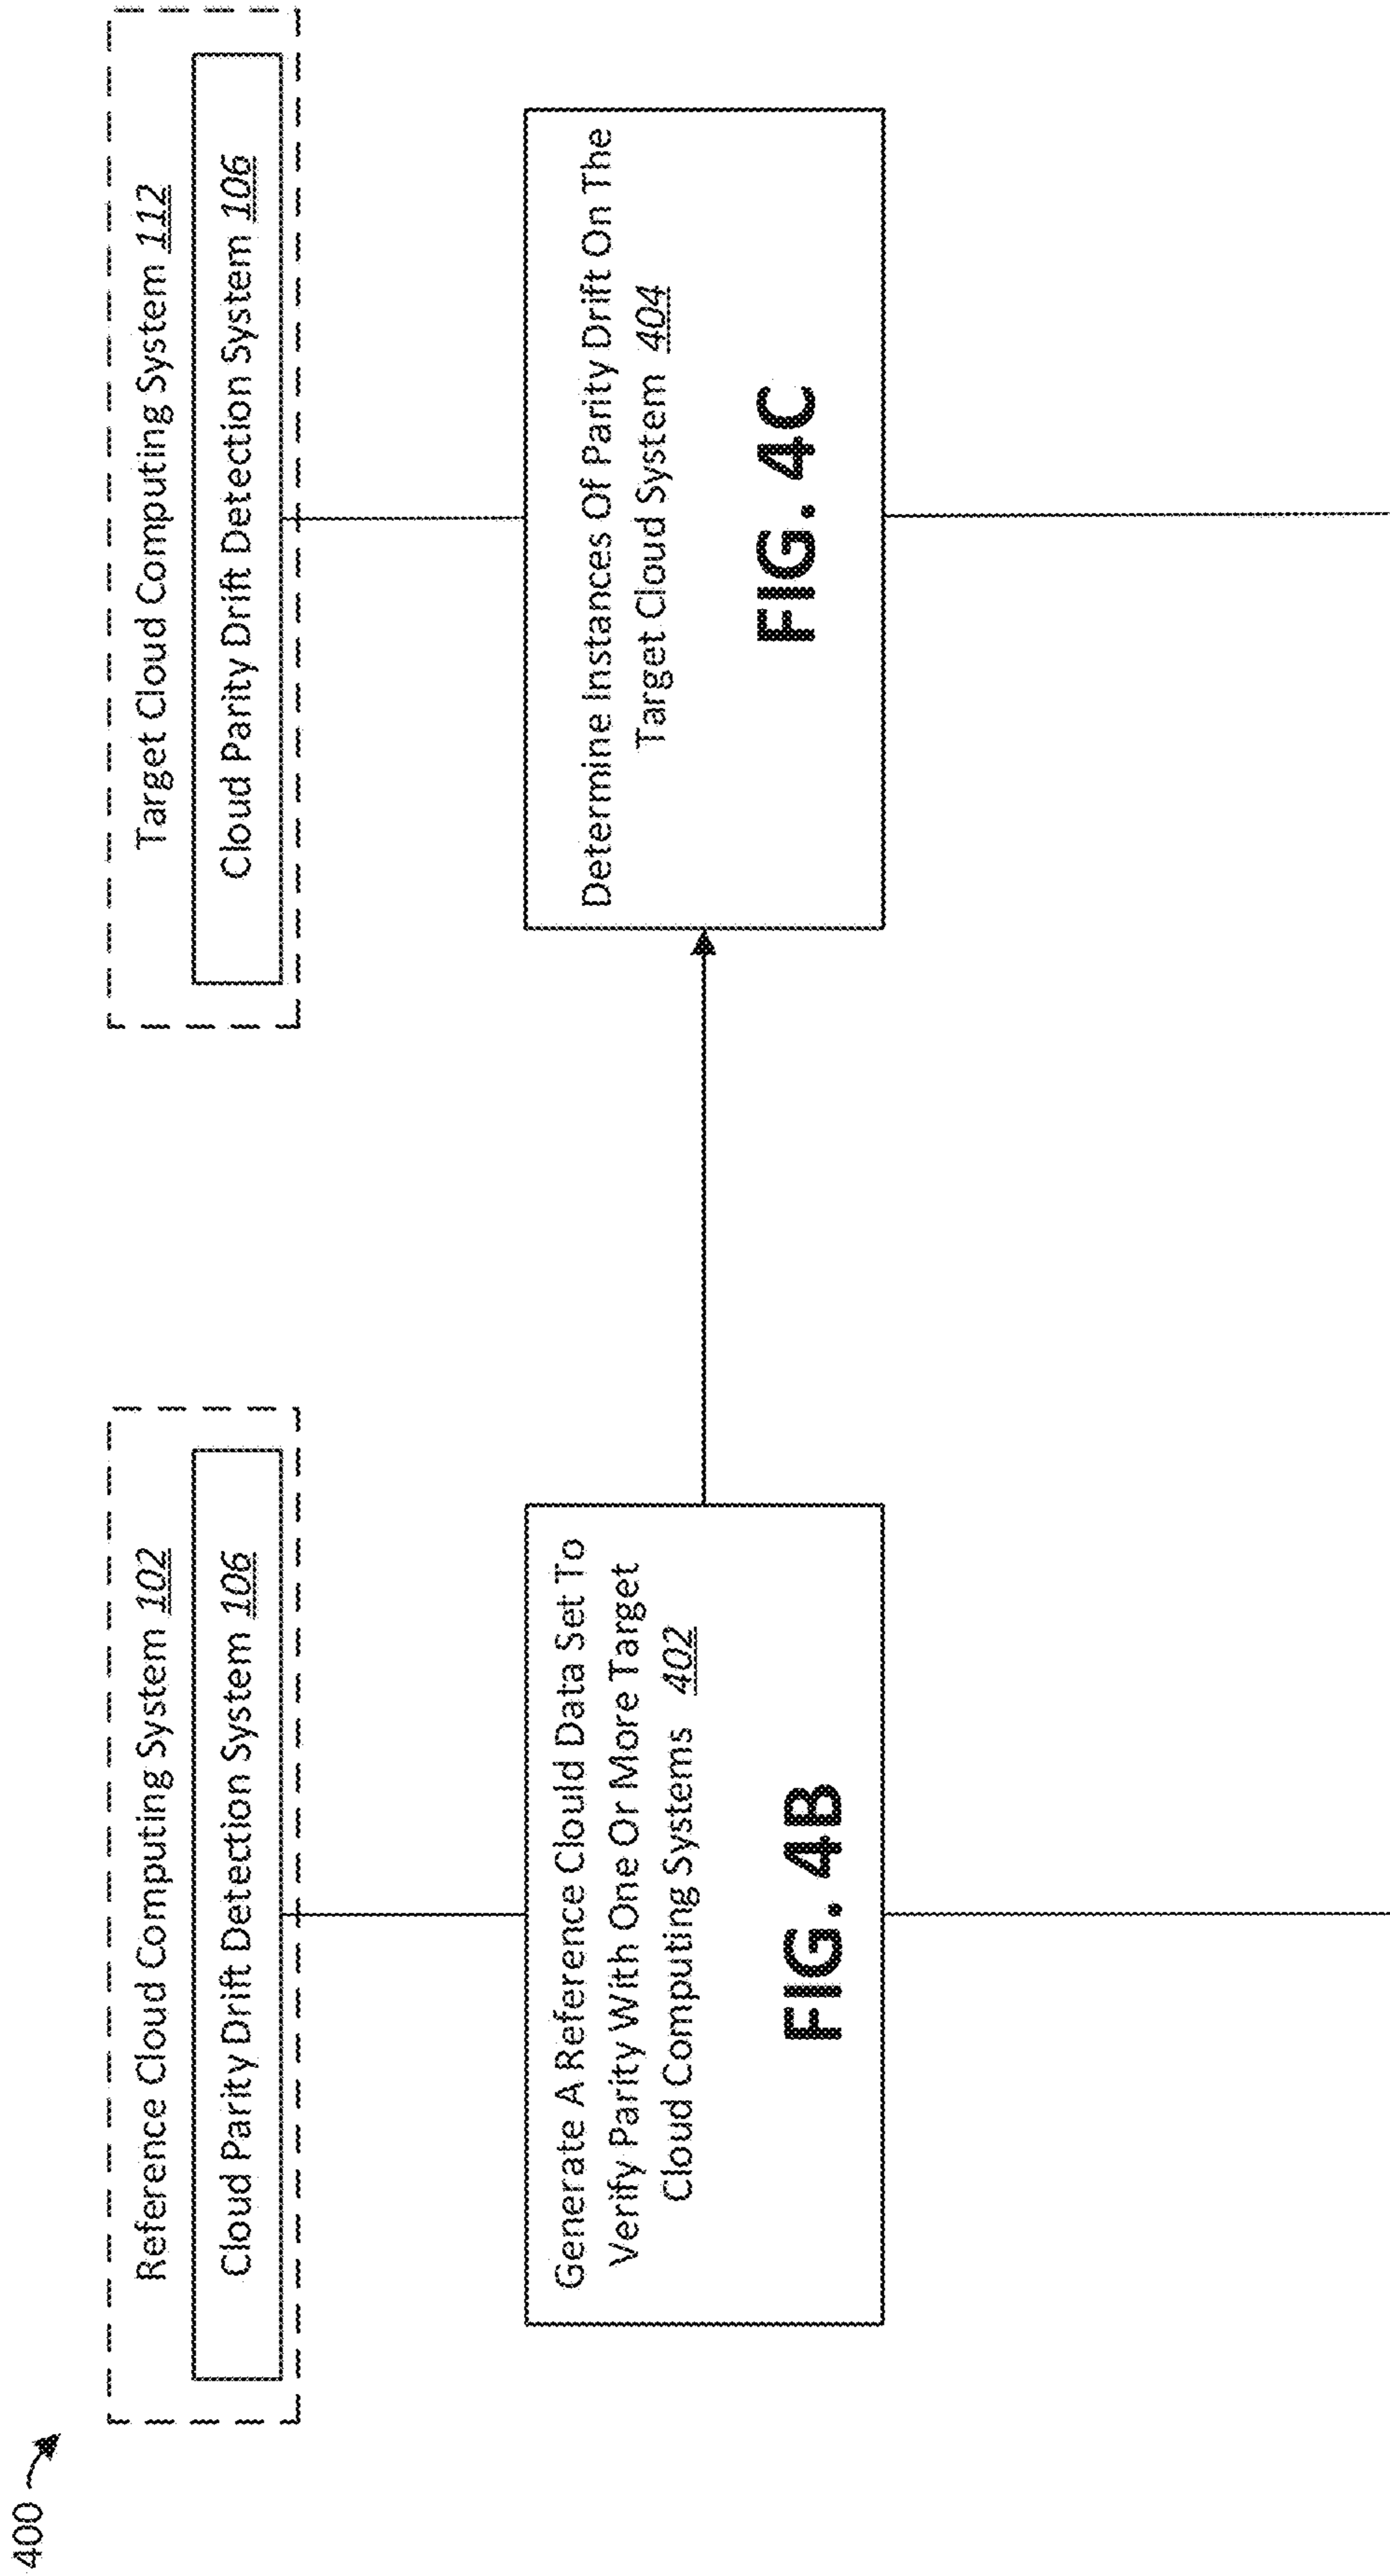 400
Reference Cloud Computing System 102
Cloud Parity Drift Detection System 106
Target Cloud Computing System 112
Cloud Parity Drift Detection System 106
Generate A Reference Clould Data Set To
Verify Parity With One Or More Target
Cloud Computing Systems 402
FIG. 4B
Determine Instances Of Parity Drift On The
Target Cloud System 404
FIG. 4C